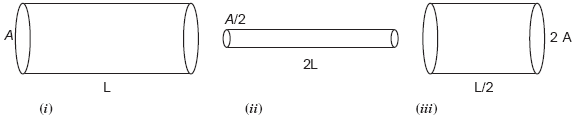 A
L
(i)
A/2
2L
(ii)
2 A
L/2
(iii)